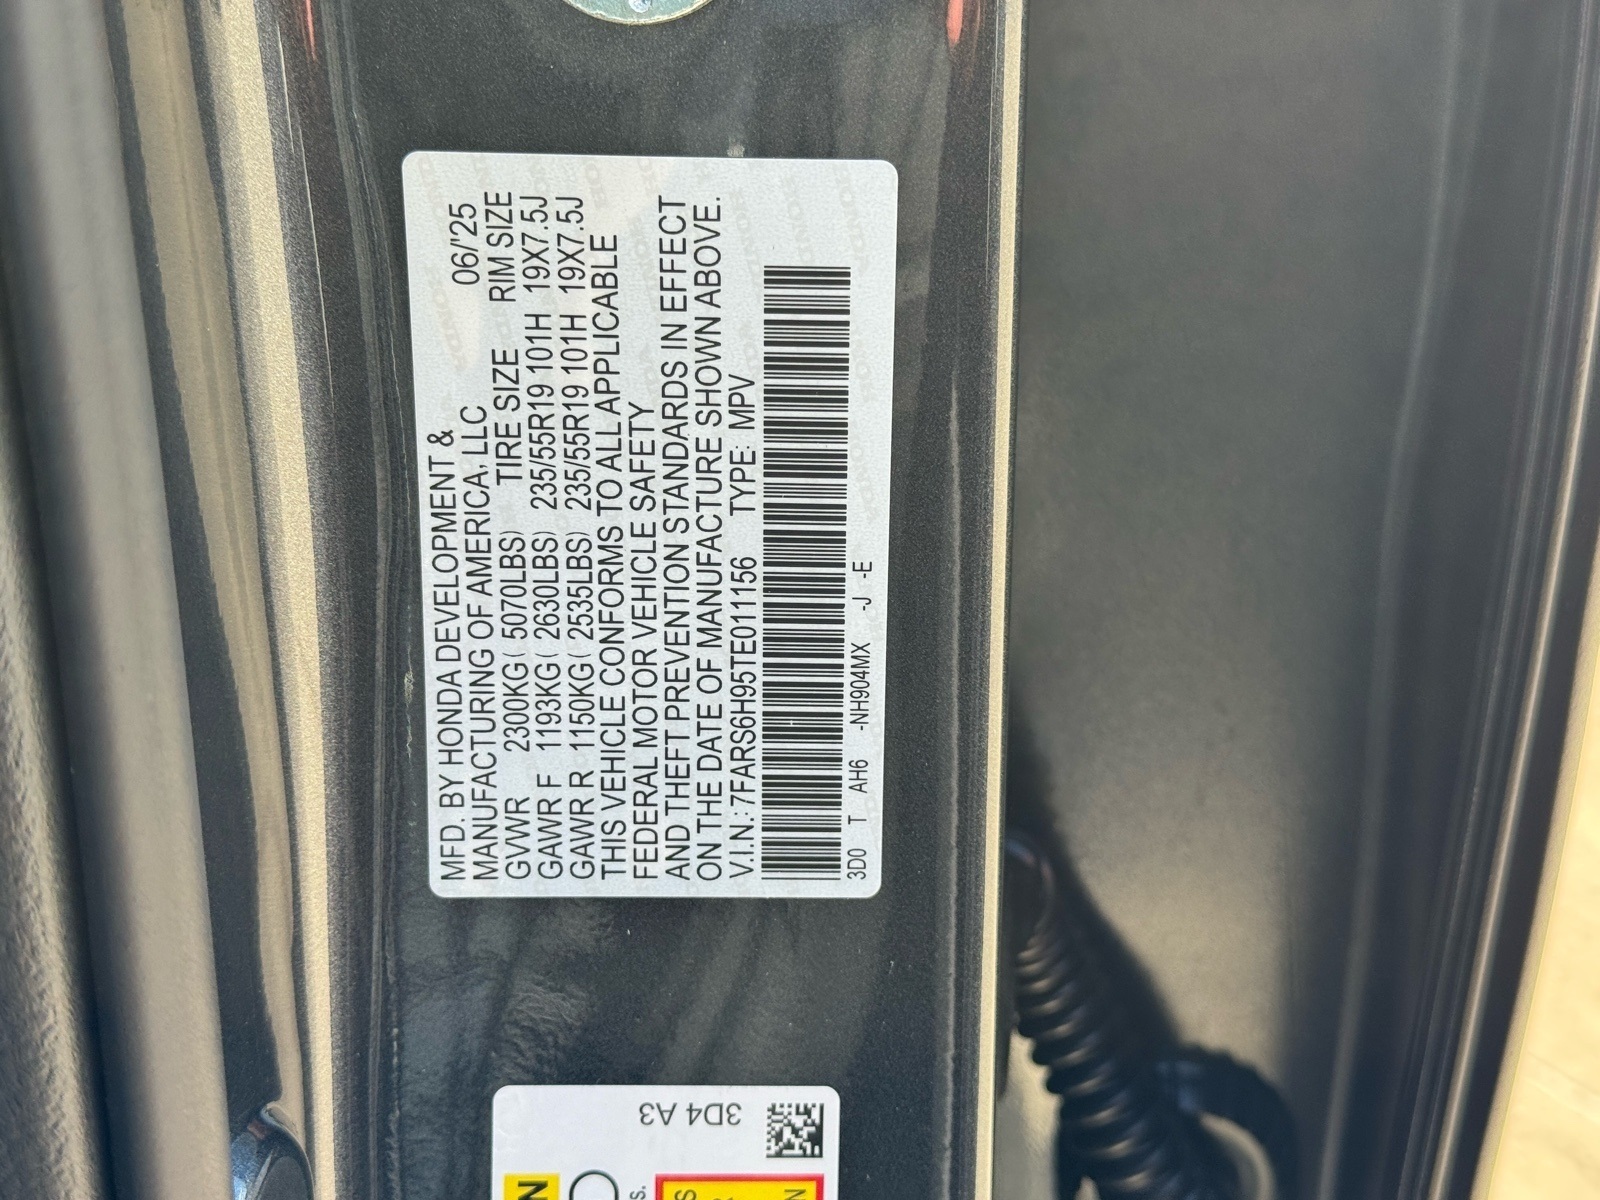 MFD. BY HONDA DEVELOPMENT &
MANUFACTURING OF AMERICA, LLC 06/'25
GVWR 2300KG( 5070LBS) TIRE SIZE RIM SIZE
GAWR F 1193KG( 2630LBS) 235/55R19 101H 19X7.5J
GAWR R 1150KG( 2535LBS) 235/55R19 101H 19X7.5J
THIS VEHICLE CONFORMS TO ALL APPLICABLE
FEDERAL MOTOR VEHICLE SAFETY
AND THEFT PREVENTION STANDARDS IN EFFECT
ON THE DATE OF MANUFACTURE SHOWN ABOVE.
V.I.N.: 7FARS6H95TE011156 TYPE: MPV
3D0 T AH6 -NH904MX -J -E
3D4 A3